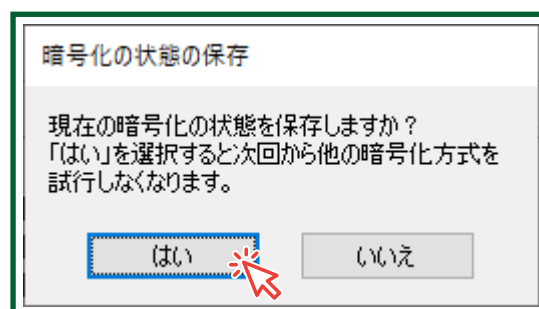 暗号化の状態の保存
現在の暗号化の状態を保存しますか？
「はい」を選択すると次回から他の暗号化方式を
試行しなくなります。
はい
いいえ